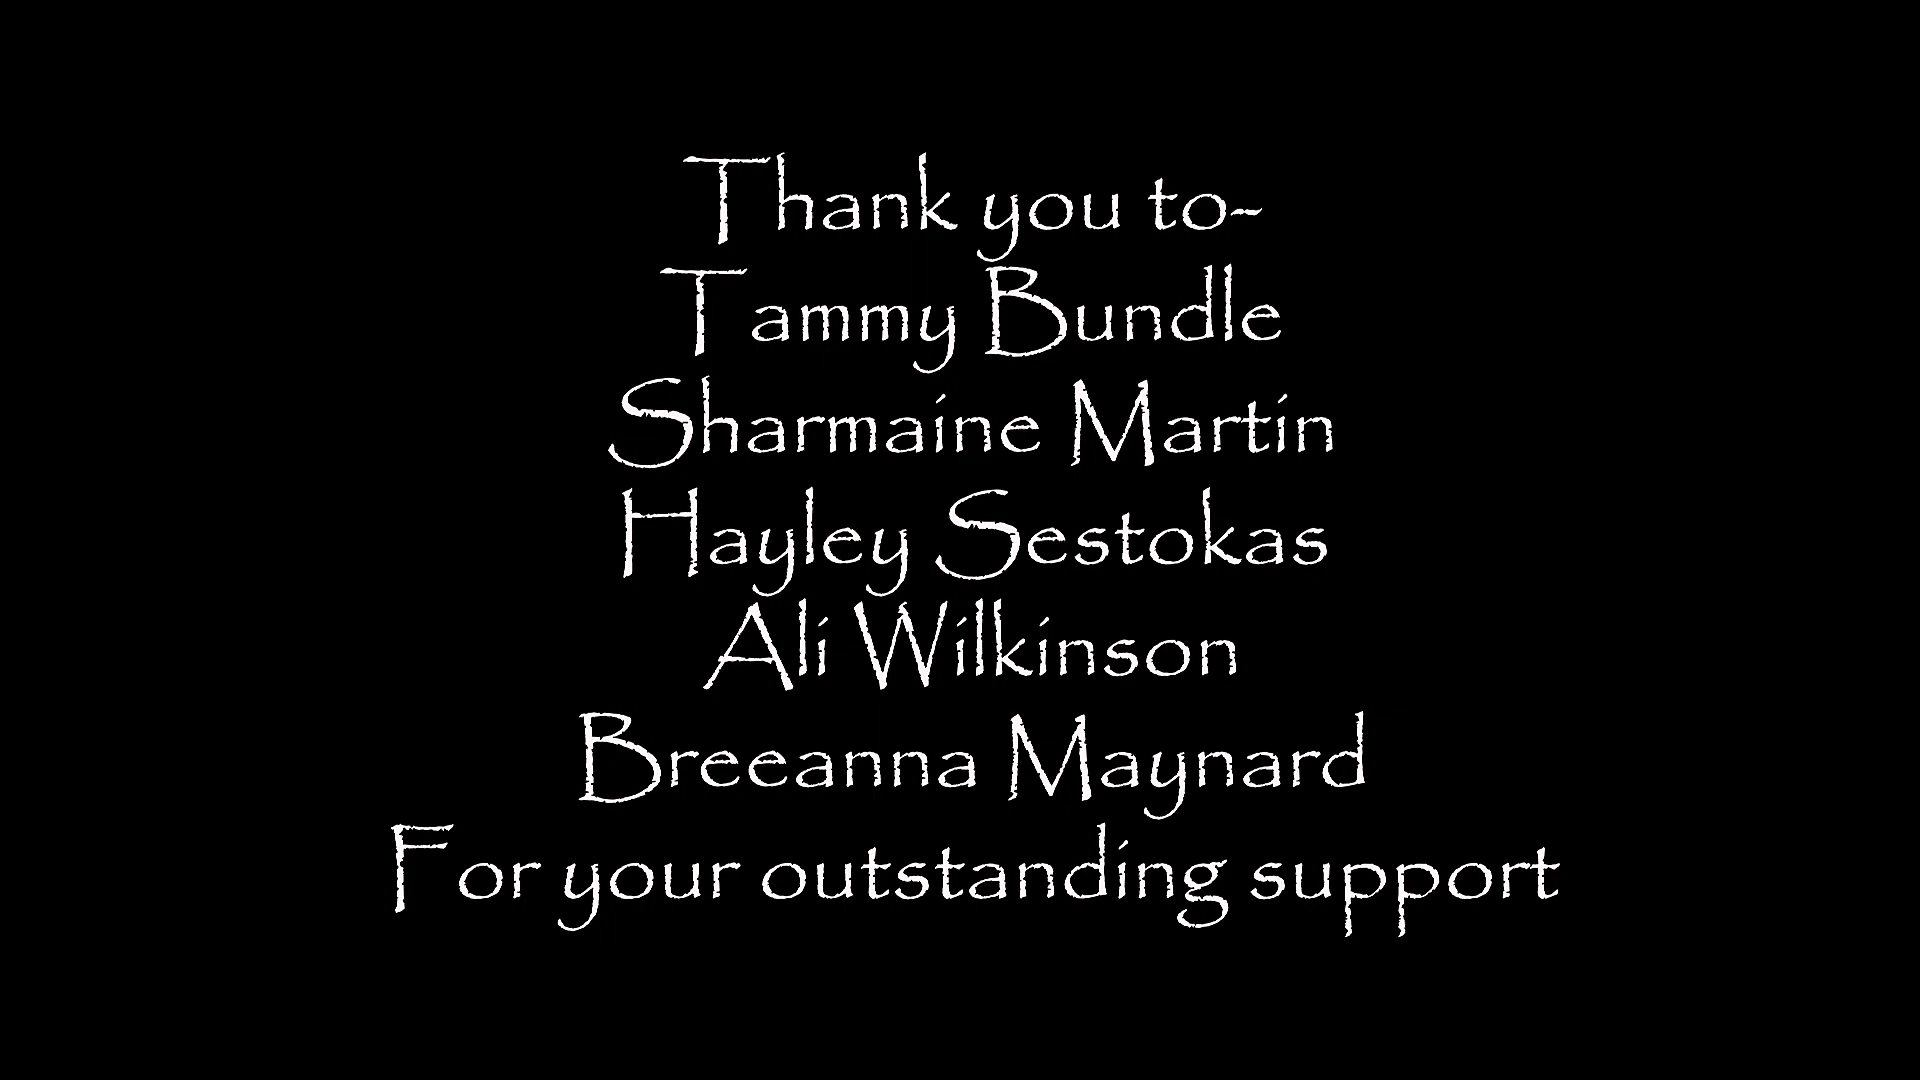 Thank you to-
Tammy Bundle
Sharmaine Martin
Hayley Sestokas
Ali Wilkinson
Breeanna Maynard
For your outstanding support